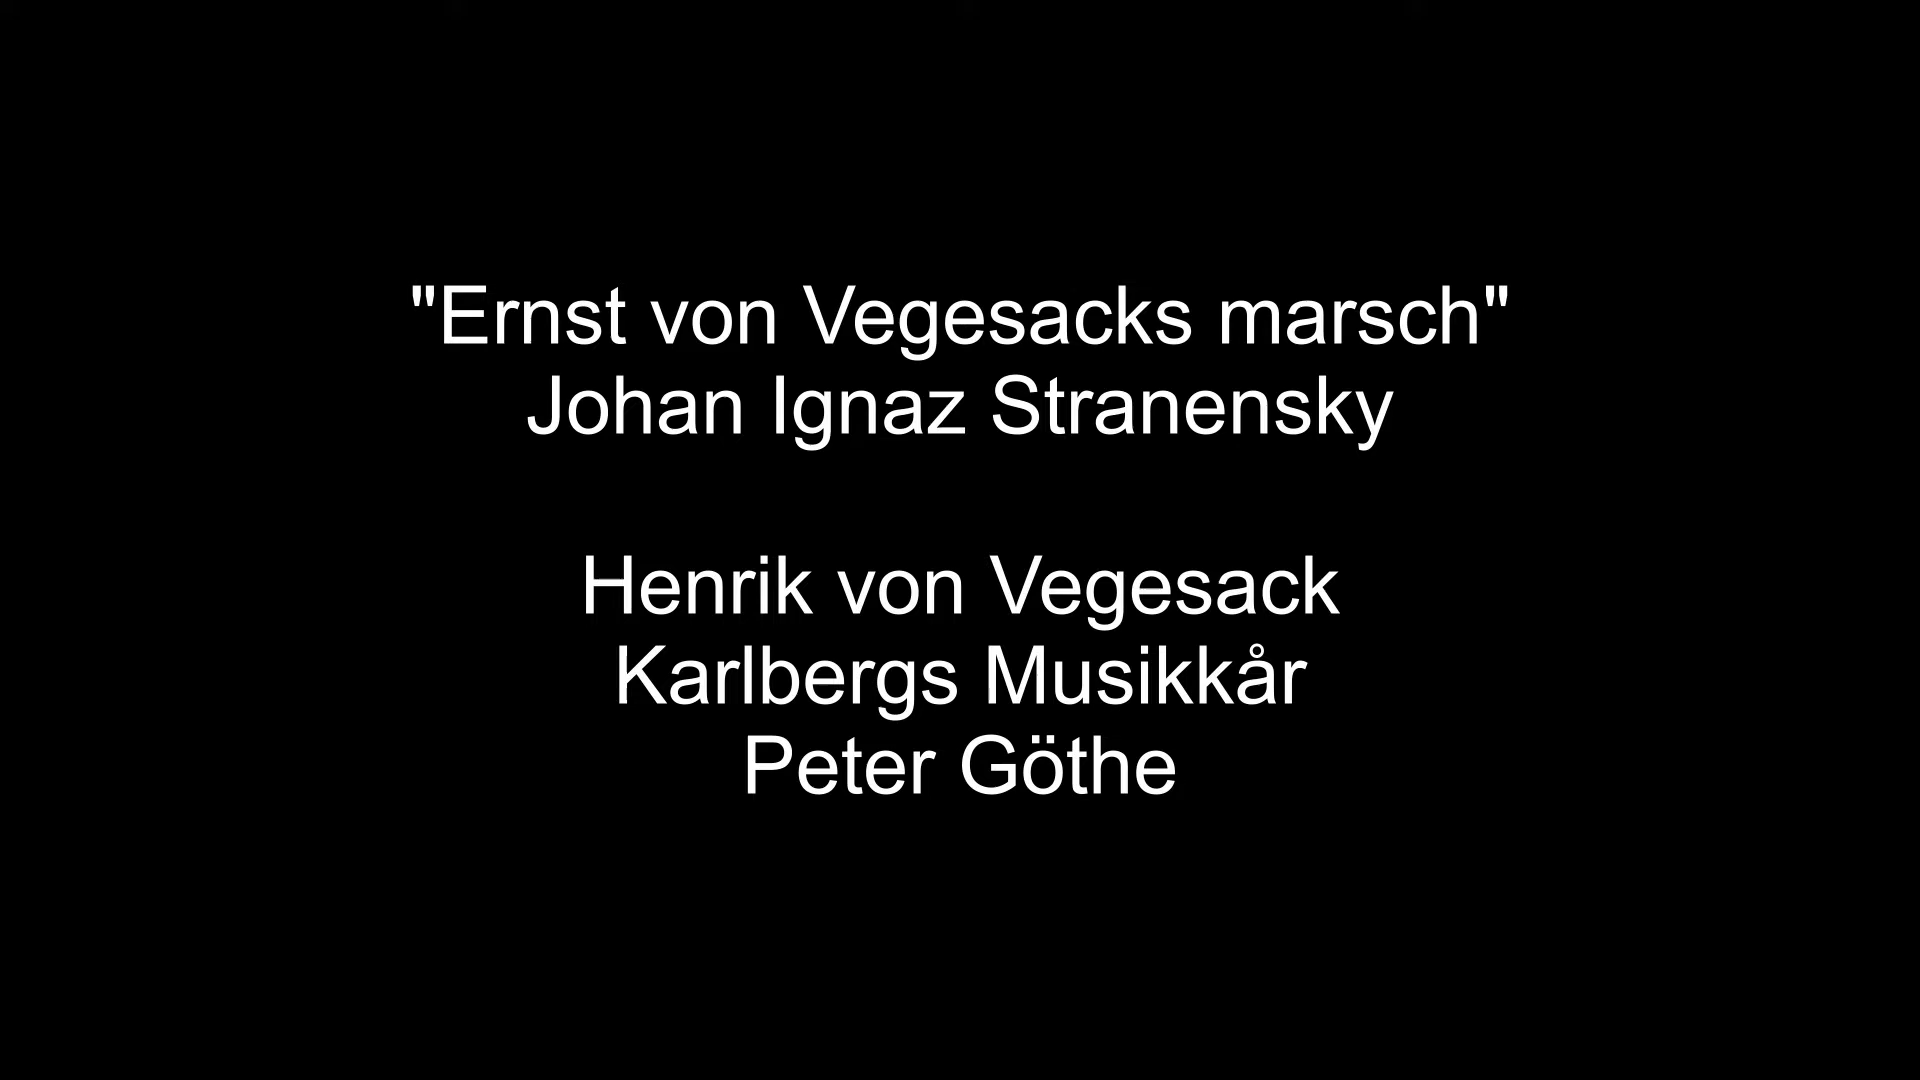 "Ernst von Vegesacks marsch"
Johan Ignaz Stranensky
Henrik von Vegesack
Karlbergs Musikkår
Peter Göthe